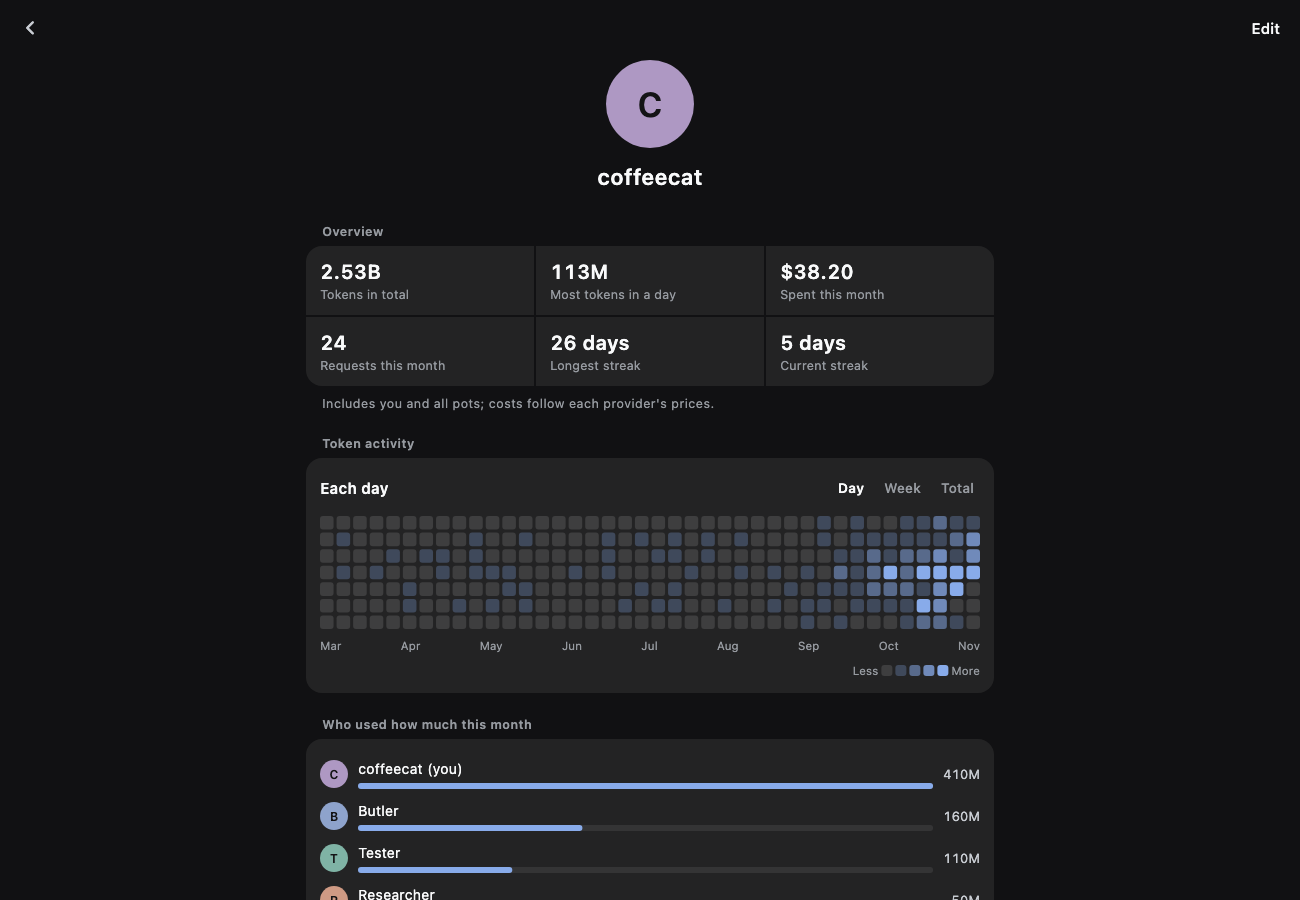 Edit
C
coffeecat
Overview
2.53B
Tokens in total
113M
Most tokens in a day
$38.20
Spent this month
24
Requests this month
26 days
Longest streak
5 days
Current streak
Includes you and all pots; costs follow each provider's prices.
Token activity
Each day
Day Week Total
Mar Apr May Jun Jul Aug Sep Oct Nov
Less More
Who used how much this month
C coffeecat (you) 410M
B Butler 160M
T Tester 110M
R Researcher 50M